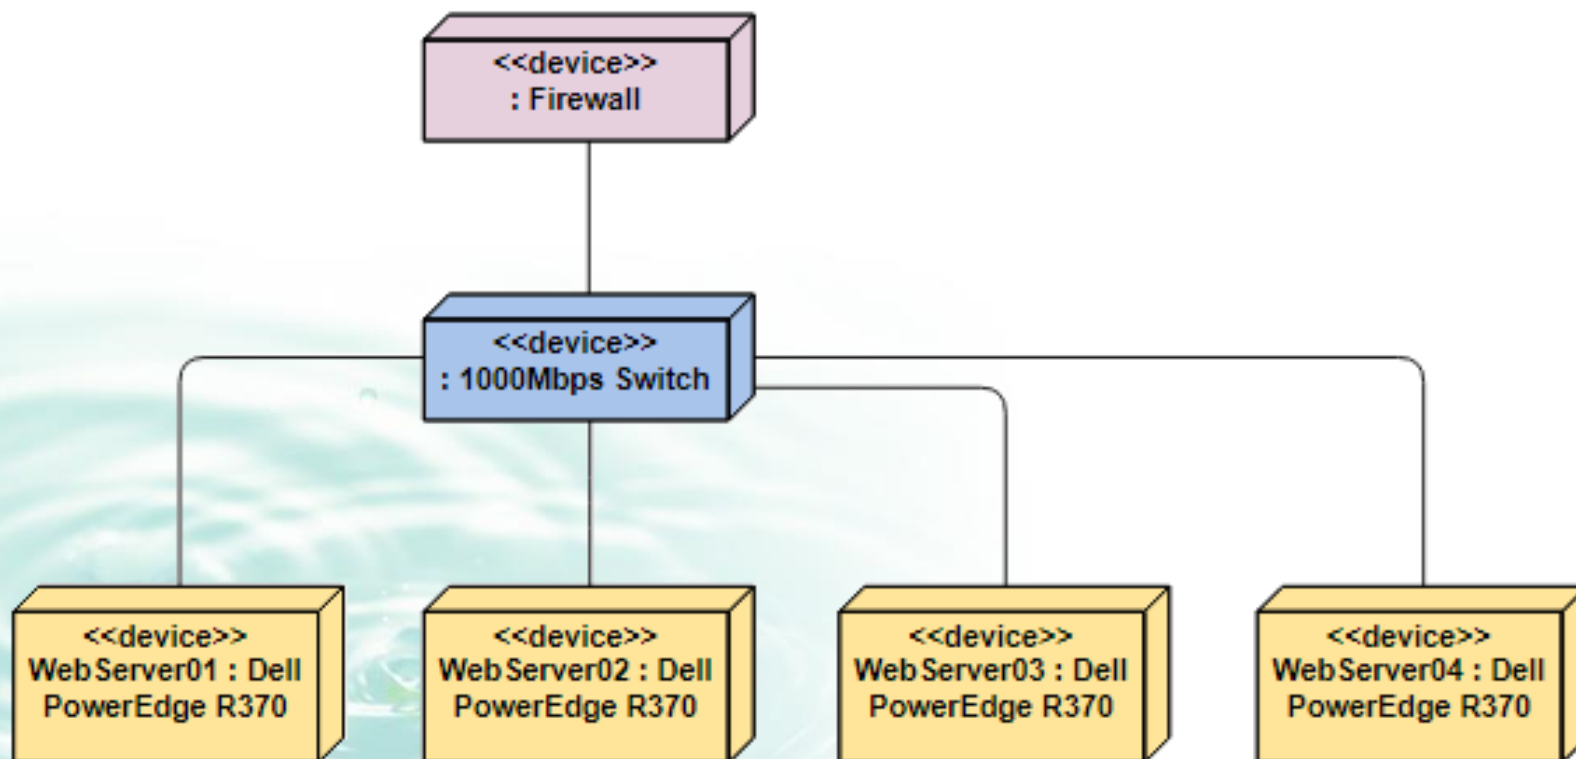 <<device>>
: Firewall
<<device>>
: 1000Mbps Switch
<<device>>
WebServer01 : Dell
PowerEdge R370
<<device>>
WebServer02 : Dell
PowerEdge R370
<<device>>
WebServer03 : Dell
PowerEdge R370
<<device>>
WebServer04 : Dell
PowerEdge R370